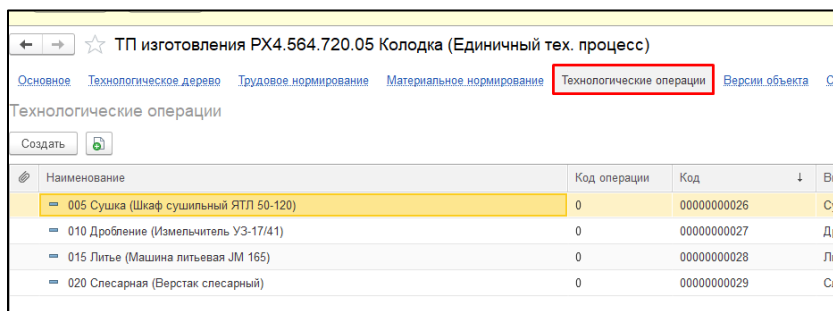 ТП изготовления РХ4.564.720.05 Колодка (Единичный тех. процесс)
Основное Технологическое дерево Трудовое нормирование Материальное нормирование Технологические операции Версии объекта
Технологические операции
Создать
Наименование Код операции Код ↓
005 Сушка (Шкаф сушильный ЯТЛ 50-120) 0 00000000026
010 Дробление (Измельчитель УЗ-17/41) 0 00000000027
015 Литье (Машина литьевая JM 165) 0 00000000028
020 Слесарная (Верстак слесарный) 0 00000000029